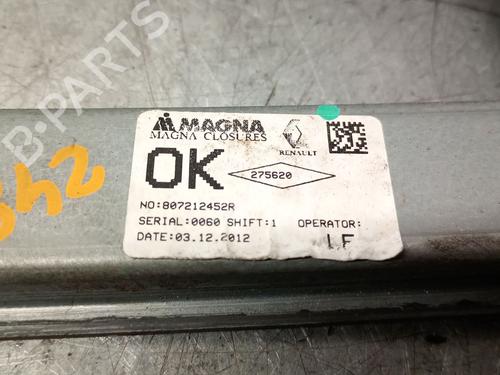 B-PARTS
MAGNA
MAGNA CLOSURES
RENAULT
OK
275620
NO:807212452R
SERIAL:0060 SHIFT:1 OPERATOR:
DATE:03.12.2012 LF